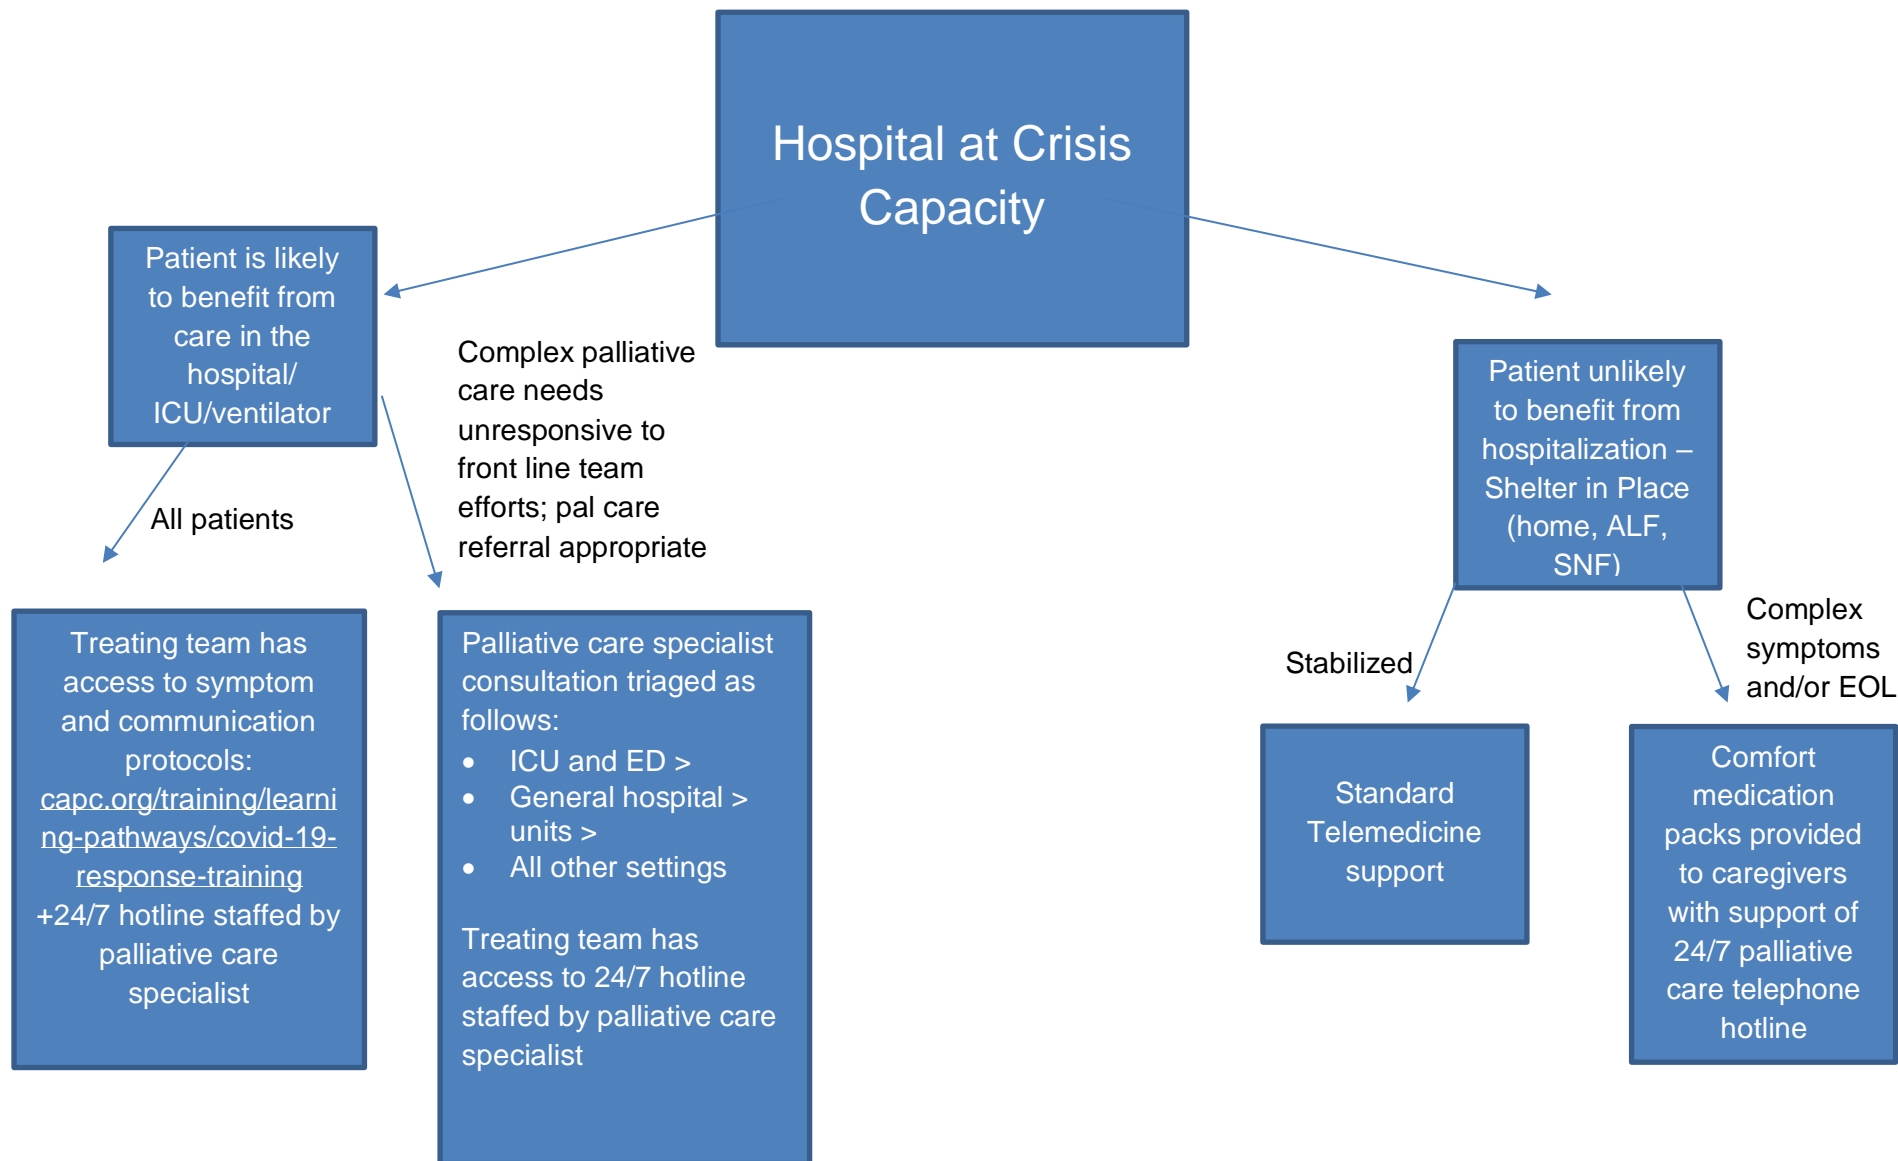 Hospital at Crisis
Capacity
Patient is likely
to benefit from
care in the
hospital/
ICU/ventilator
Complex palliative
care needs
unresponsive to
front line team
efforts; pal care
referral appropriate
All patients
Treating team has
access to symptom
and communication
protocols:
capc.org/training/learni
ng-pathways/covid-19-
response-training
+24/7 hotline staffed by
palliative care
specialist
Palliative care specialist
consultation triaged as
follows:
• ICU and ED >
• General hospital >
units >
• All other settings
Treating team has
access to 24/7 hotline
staffed by palliative care
specialist
Patient unlikely
to benefit from
hospitalization –
Shelter in Place
(home, ALF,
SNF)
Stabilized
Complex
symptoms
and/or EOL
Standard
Telemedicine
support
Comfort
medication
packs provided
to caregivers
with support of
24/7 palliative
care telephone
hotline